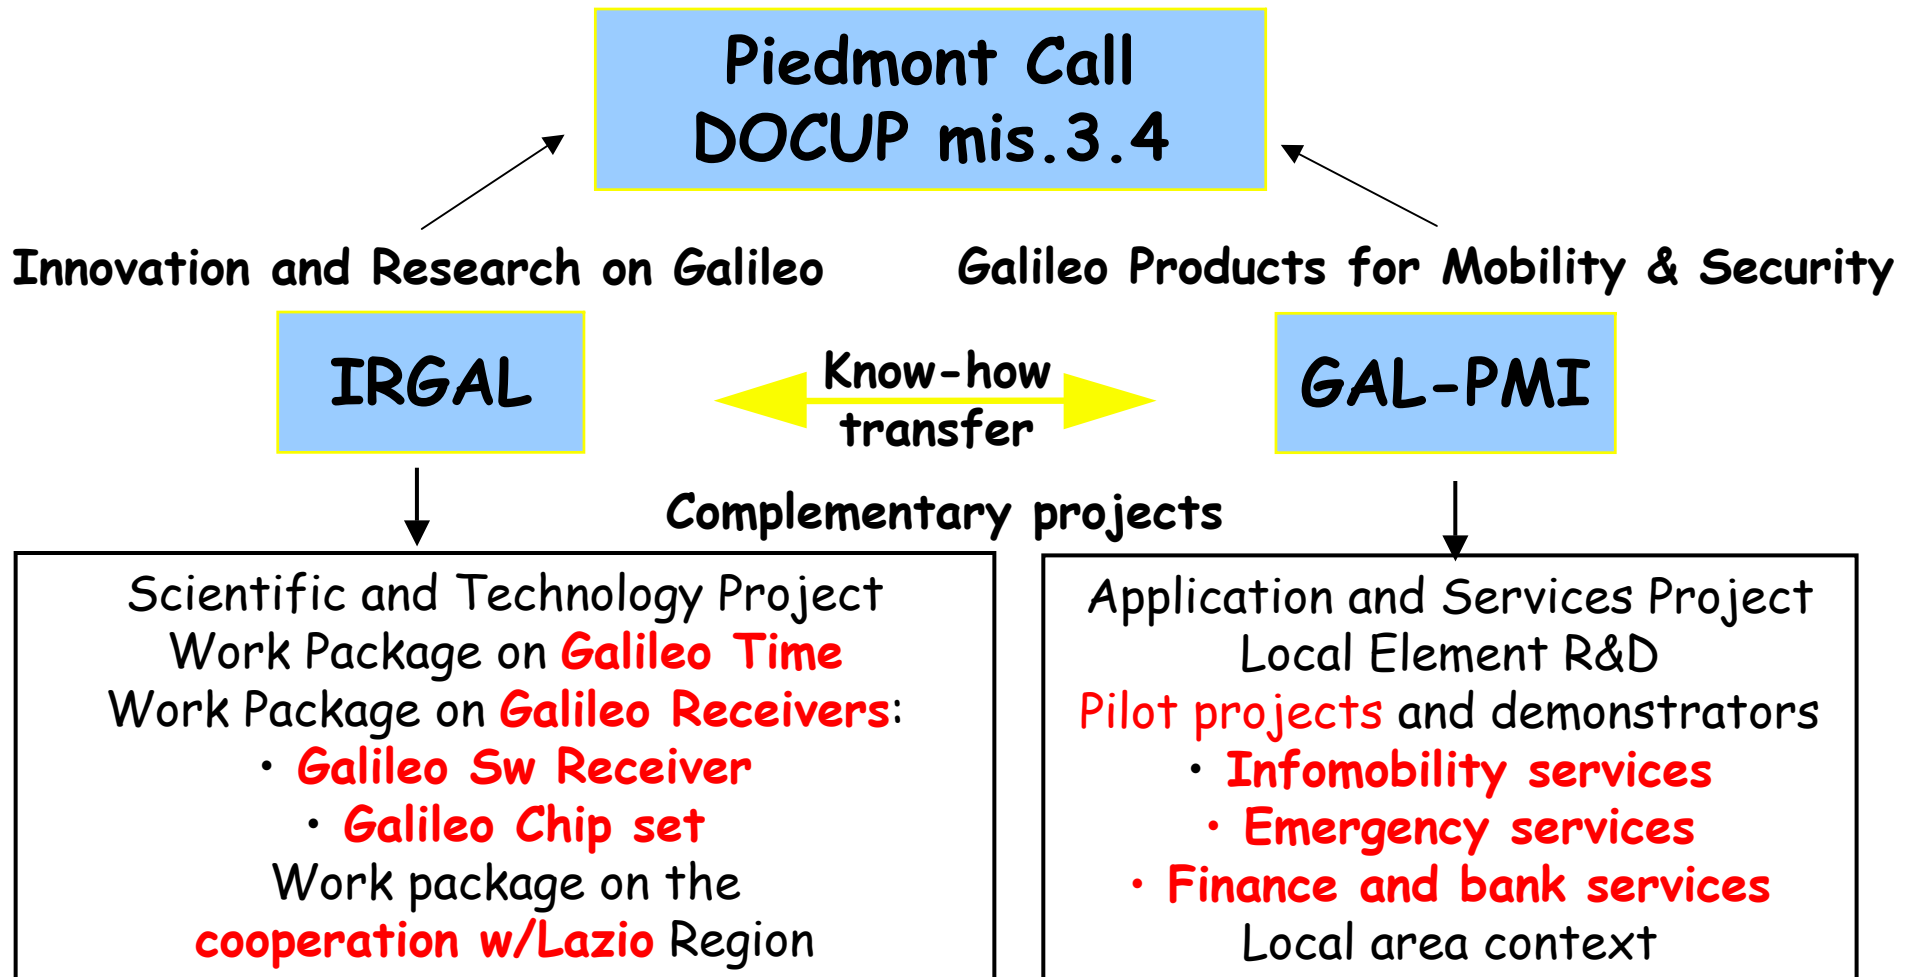 Piedmont Call
DOCUP mis.3.4
Innovation and Research on Galileo
Galileo Products for Mobility & Security
IRGAL
Know-how
transfer
GAL-PMI
Complementary projects
Scientific and Technology Project
Work Package on Galileo Time
Work Package on Galileo Receivers:
• Galileo Sw Receiver
• Galileo Chip set
Work package on the
cooperation w/Lazio Region
Application and Services Project
Local Element R&D
Pilot projects and demonstrators
• Infomobility services
• Emergency services
• Finance and bank services
Local area context